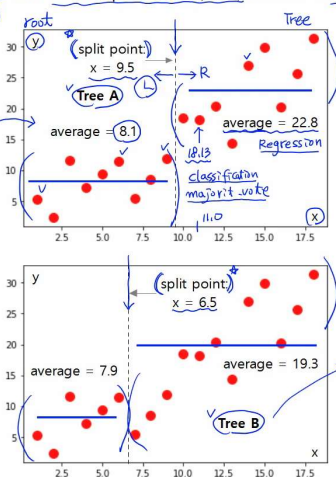 root
Tree
y
(split point:)
x = 9.5
L
R
Tree A
average = 8.1
average = 22.8
Regression
18.13
classification
majorit vote
11.0
x
30
25
20
15
10
5
2.5 5.0 7.5 10.0 12.5 15.0 17.5
y
(split point:)
x = 6.5
average = 7.9
average = 19.3
Tree B
x
30
25
20
15
10
5
2.5 5.0 7.5 10.0 12.5 15.0 17.5